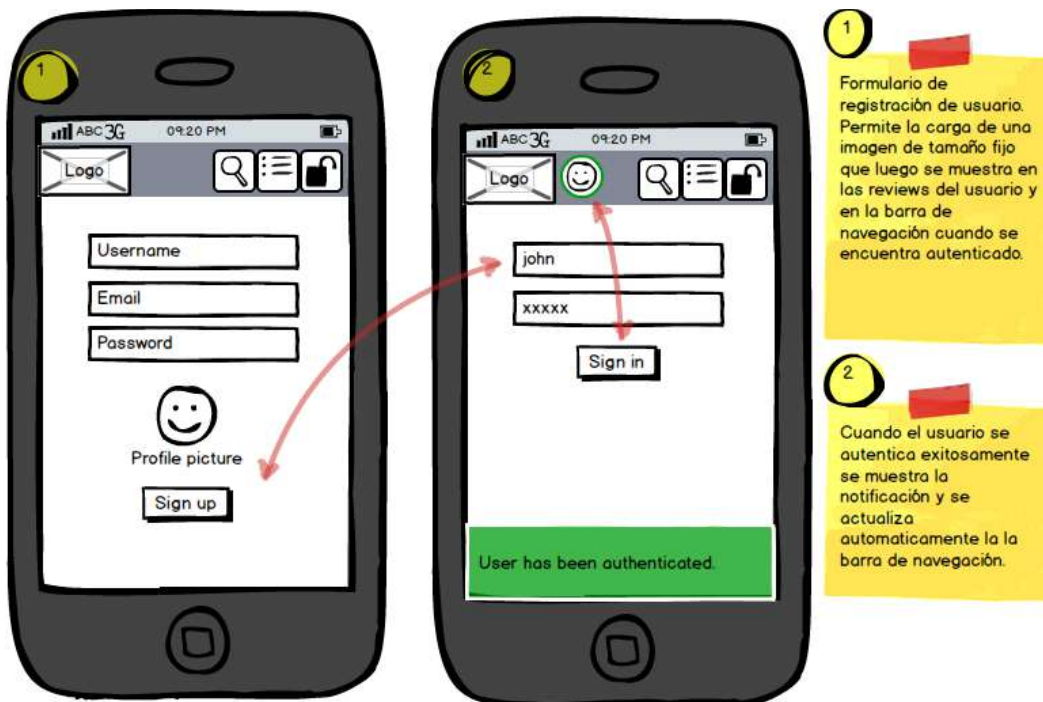 1
ABC 3G 09:20 PM
Logo
Username
Email
Password
Profile picture
Sign up
2
ABC 3G 09:20 PM
Logo
john
xxxxx
Sign in
User has been authenticated.
1
Formulario de
registración de usuario.
Permite la carga de una
imagen de tamaño fijo
que luego se muestra en
las reviews del usuario y
en la barra de
navegación cuando se
encuentra autenticado.
2
Cuando el usuario se
autentica exitosamente
se muestra la
notificación y se
actualiza
automaticamente la la
barra de navegación.